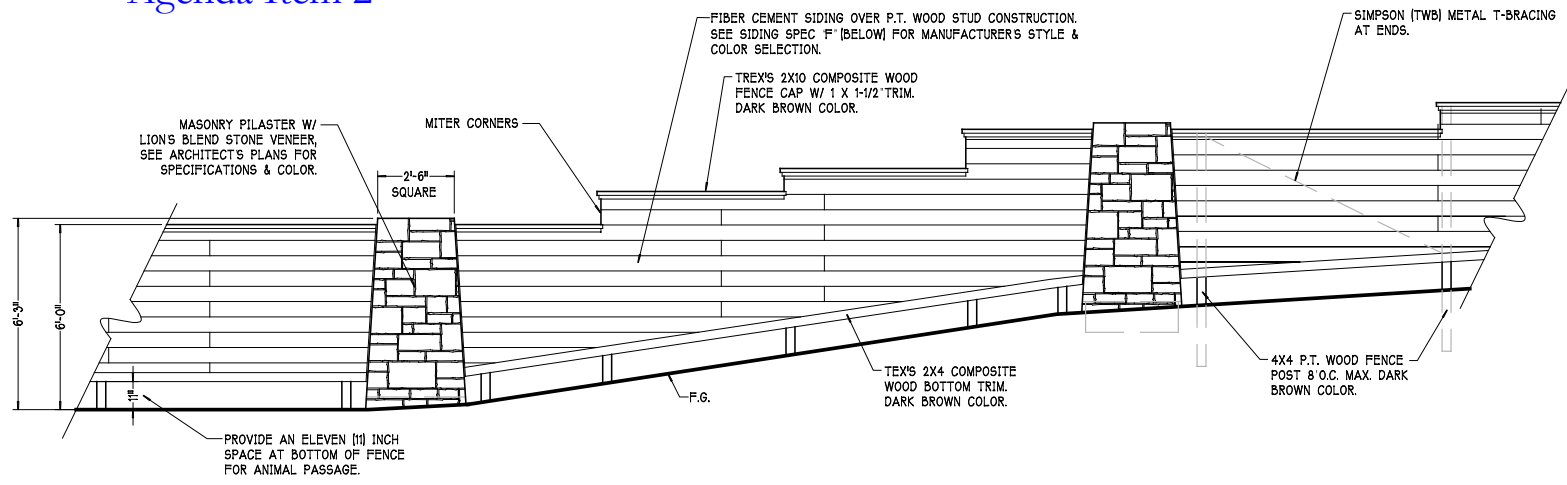 Agenda Item 2
FIBER CEMENT SIDING OVER P.T. WOOD STUD CONSTRUCTION.
SEE SIDING SPEC "F" (BELOW) FOR MANUFACTURERS STYLE &
COLOR SELECTION.
SIMPSON (TWB) METAL T-BRACING
AT ENDS.
TREX'S 2X10 COMPOSITE WOOD
FENCE CAP W/ 1 X 1-1/2" TRIM.
DARK BROWN COLOR.
MASONRY PILASTER W/
LION'S BLEND STONE VENEER,
SEE ARCHITECT'S PLANS FOR
SPECIFICATIONS & COLOR.
MITER CORNERS
2'-6"
SQUARE
6'-3"
6'-0"
11"
TEX'S 2X4 COMPOSITE
WOOD BOTTOM TRIM.
DARK BROWN COLOR.
4X4 P.T. WOOD FENCE
POST 8' O.C. MAX. DARK
BROWN COLOR.
F.G.
PROVIDE AN ELEVEN (11) INCH
SPACE AT BOTTOM OF FENCE
FOR ANIMAL PASSAGE.